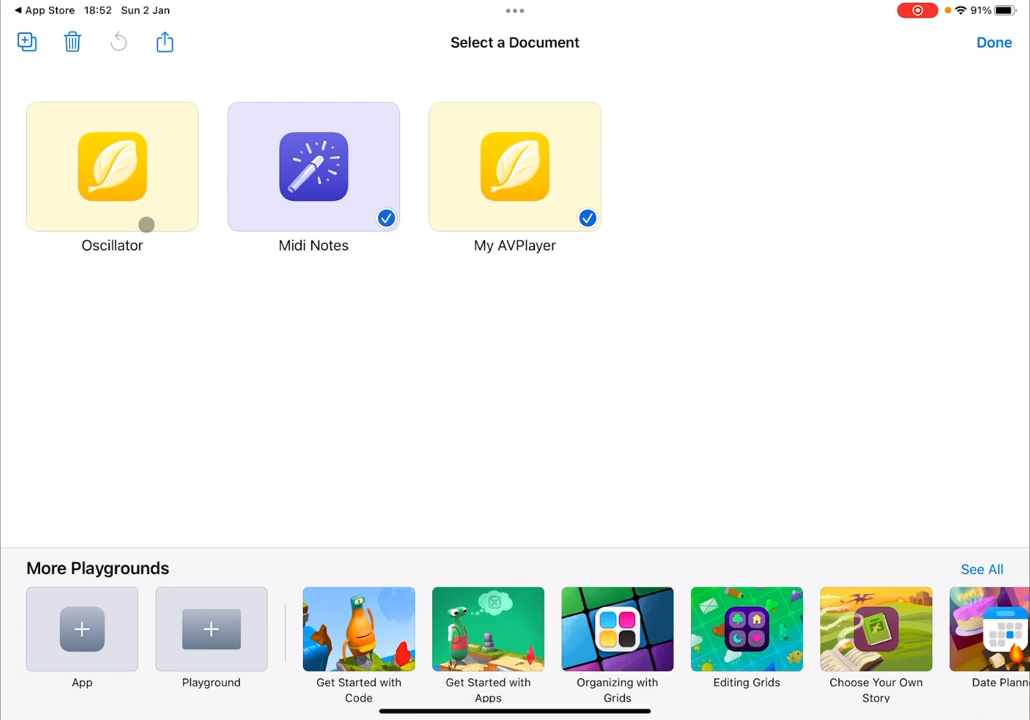 App Store 18:52 Sun 2 Jan
91%
Select a Document
Done
Oscillator
Midi Notes
My AVPlayer
More Playgrounds
See All
App
Playground
Get Started with
Code
Get Started with
Apps
Organizing with
Grids
Editing Grids
Choose Your Own
Story
Date Plann